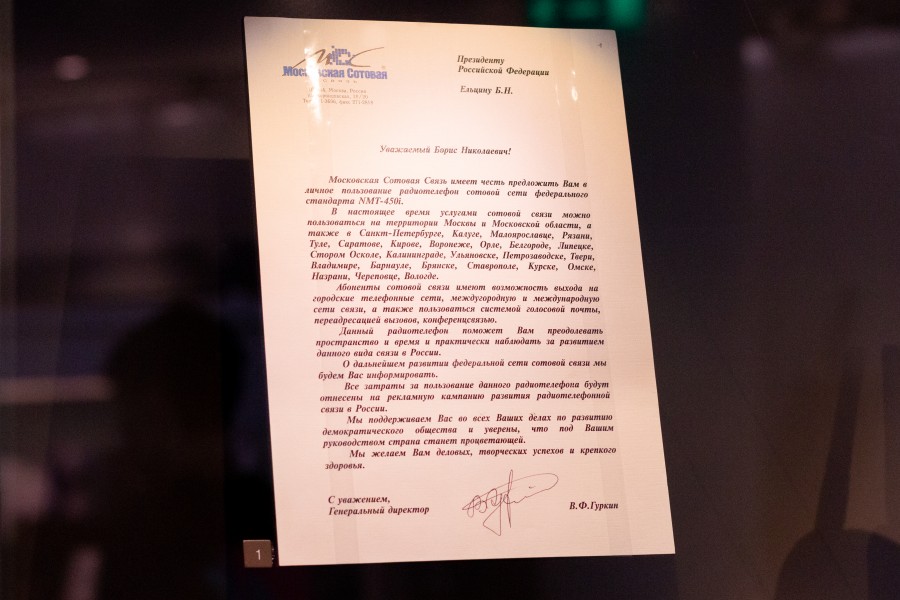 МСС
Московская Сотовая
связь
Москва, Россия
Президенту
Российской Федерации
Ельцину Б.Н.
Уважаемый Борис Николаевич!
Московская Сотовая Связь имеет честь предложить Вам в
личное пользование радиотелефон сотовой сети федерального
стандарта NMT-450i.
В настоящее время услугами сотовой связи можно
пользоваться на территории Москвы и Московской области, а
также в Санкт-Петербурге, Калуге, Малоярославце, Рязани,
Туле, Саратове, Кирове, Воронеже, Орле, Белгороде, Липецке,
Стором Осколе, Калининграде, Ульяновске, Петрозаводске, Твери,
Владимире, Барнауле, Брянске, Ставрополе, Курске, Омске,
Назрани, Череповце, Вологде.
Абоненты сотовой связи имеют возможность выхода на
городские телефонные сети, междугородную и международную
сети связи, а также пользоваться системой голосовой почты,
переадресацией вызовов, конференцсвязью.
Данный радиотелефон поможет Вам преодолевать
пространство и время и практически наблюдать за развитием
данного вида связи в России.
О дальнейшем развития федеральной сети сотовой связи мы
будем Вас информировать.
Все затраты за пользование данного радиотелефона будут
отнесены на рекламную кампанию развития радиотелефонной
связи в России.
Мы поддерживаем Вас во всех Ваших делах по развитию
демократического общества и уверены, что под Вашим
руководством страна станет процветающей.
Мы желаем Вам деловых, творческих успехов и крепкого
здоровья.
С уважением,
Генеральный директор
В.Ф.Гуркин
1